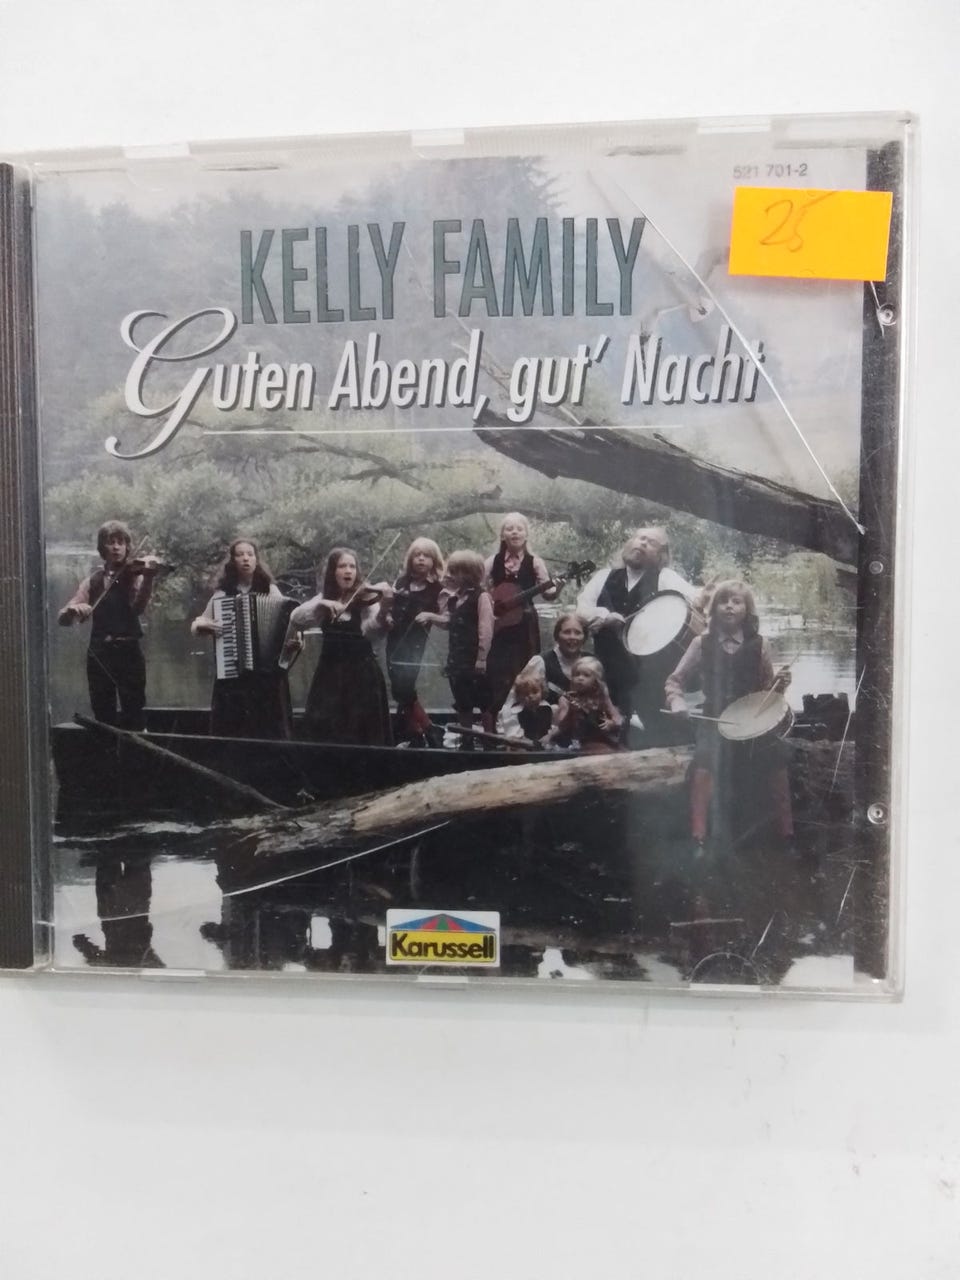 521 701-2
25
KELLY FAMILY
Guten Abend, gut' Nacht
Karussell